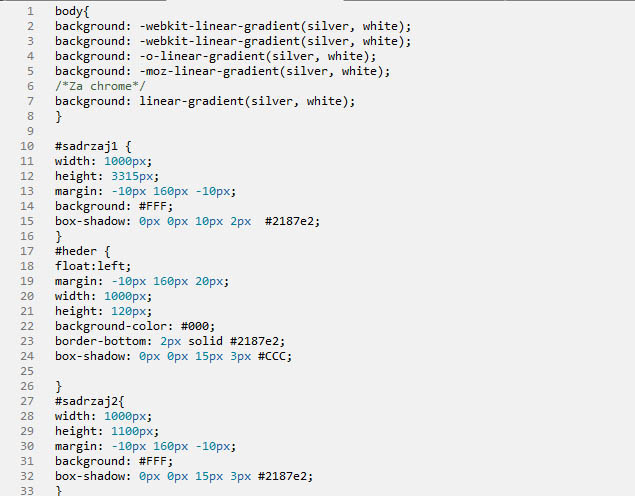 1 body{
2 background: -webkit-linear-gradient(silver, white);
3 background: -webkit-linear-gradient(silver, white);
4 background: -o-linear-gradient(silver, white);
5 background: -moz-linear-gradient(silver, white);
6 /*Za chrome*/
7 background: linear-gradient(silver, white);
8 }
9
10 #sadrzaj1 {
11 width: 1000px;
12 height: 3315px;
13 margin: -10px 160px -10px;
14 background: #FFF;
15 box-shadow: 0px 0px 10px 2px  #2187e2;
16 }
17 #heder {
18 float:left;
19 margin: -10px 160px 20px;
20 width: 1000px;
21 height: 120px;
22 background-color: #000;
23 border-bottom: 2px solid #2187e2;
24 box-shadow: 0px 0px 15px 3px #CCC;
25
26 }
27 #sadrzaj2{
28 width: 1000px;
29 height: 1100px;
30 margin: -10px 160px -10px;
31 background: #FFF;
32 box-shadow: 0px 0px 15px 3px #2187e2;
33 }